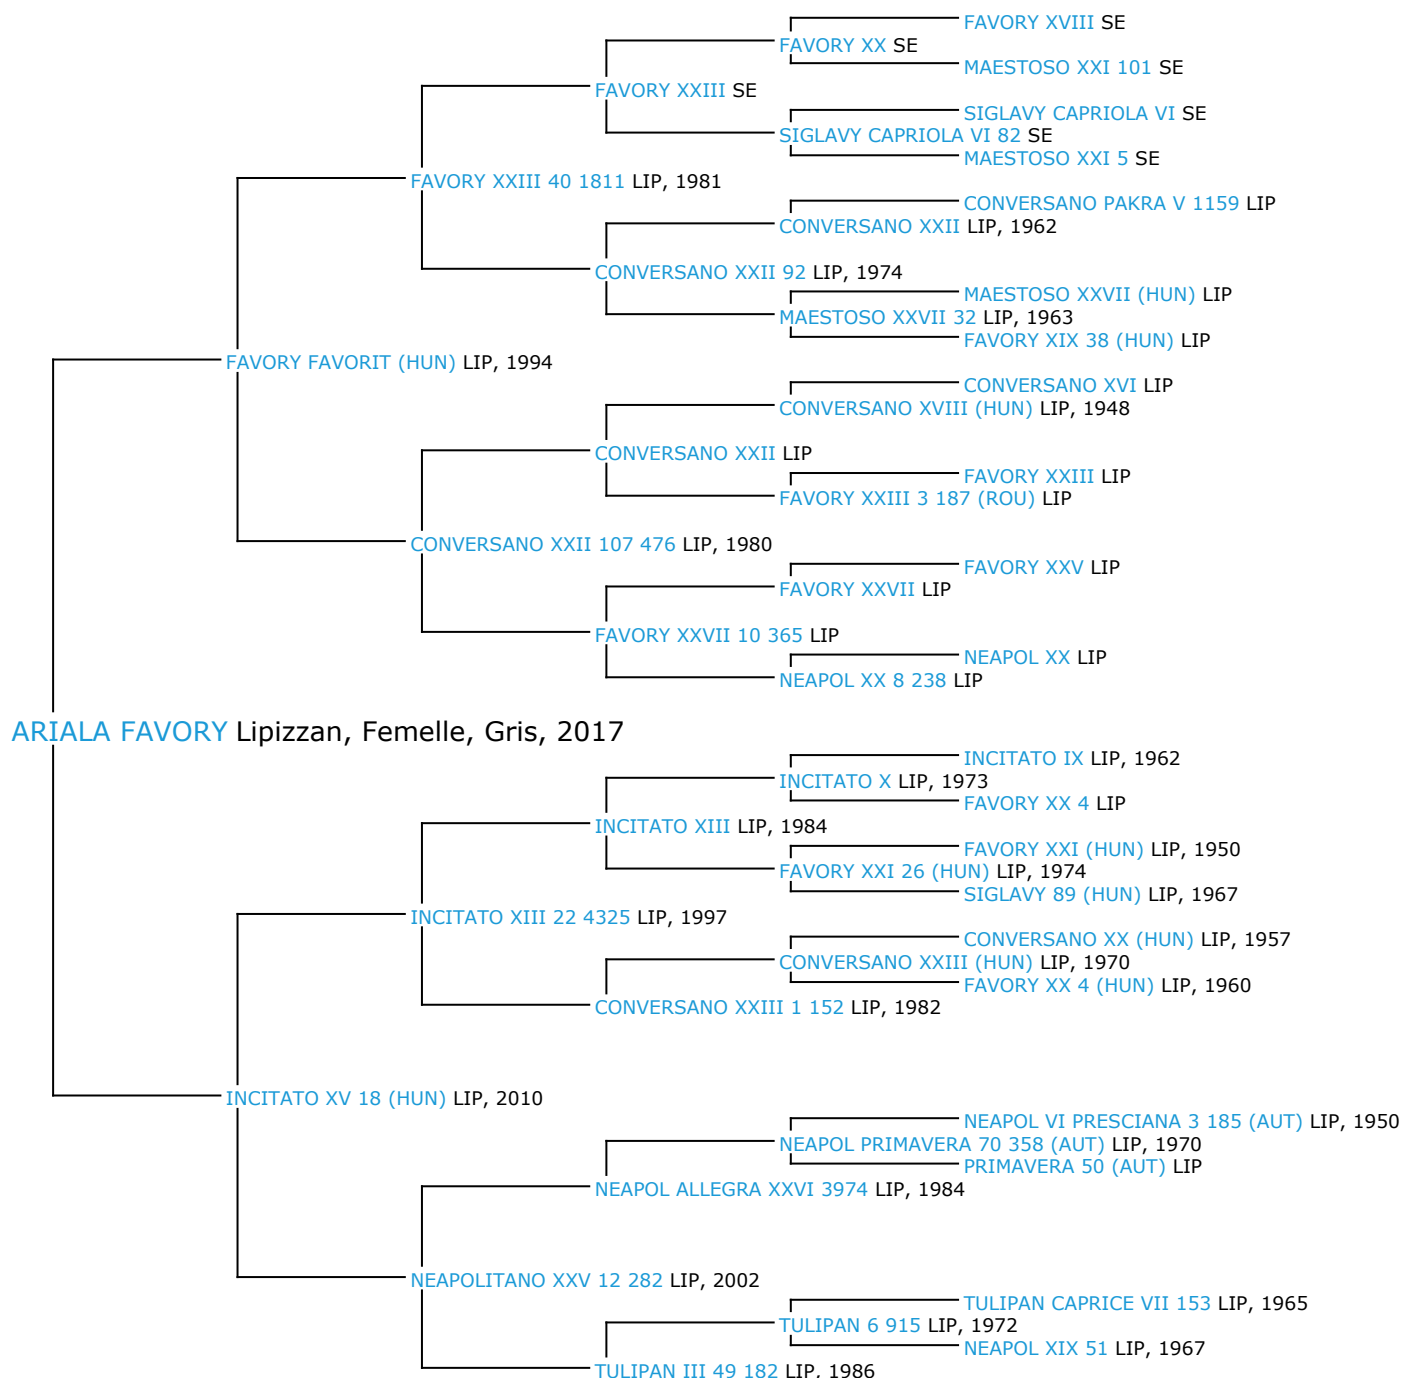 FAVORY XVIII SE
FAVORY XX SE
MAESTOSO XXI 101 SE
FAVORY XXIII SE
SIGLAVY CAPRIOLA VI SE
SIGLAVY CAPRIOLA VI 82 SE
MAESTOSO XXI 5 SE
FAVORY XXIII 40 1811 LIP, 1981
CONVERSANO PAKRA V 1159 LIP
CONVERSANO XXII LIP, 1962
CONVERSANO XXII 92 LIP, 1974
MAESTOSO XXVII (HUN) LIP
MAESTOSO XXVII 32 LIP, 1963
FAVORY XIX 38 (HUN) LIP
FAVORY FAVORIT (HUN) LIP, 1994
CONVERSANO XVI LIP
CONVERSANO XVIII (HUN) LIP, 1948
CONVERSANO XXII LIP
FAVORY XXIII LIP
FAVORY XXIII 3 187 (ROU) LIP
CONVERSANO XXII 107 476 LIP, 1980
FAVORY XXV LIP
FAVORY XXVII LIP
FAVORY XXVII 10 365 LIP
NEAPOL XX LIP
NEAPOL XX 8 238 LIP
ARIALA FAVORY Lipizzan, Femelle, Gris, 2017
INCITATO IX LIP, 1962
INCITATO X LIP, 1973
FAVORY XX 4 LIP
INCITATO XIII LIP, 1984
FAVORY XXI (HUN) LIP, 1950
FAVORY XXI 26 (HUN) LIP, 1974
SIGLAVY 89 (HUN) LIP, 1967
INCITATO XIII 22 4325 LIP, 1997
CONVERSANO XX (HUN) LIP, 1957
CONVERSANO XXIII (HUN) LIP, 1970
FAVORY XX 4 (HUN) LIP, 1960
CONVERSANO XXIII 1 152 LIP, 1982
INCITATO XV 18 (HUN) LIP, 2010
NEAPOL VI PRESCIANA 3 185 (AUT) LIP, 1950
NEAPOL PRIMAVERA 70 358 (AUT) LIP, 1970
PRIMAVERA 50 (AUT) LIP
NEAPOL ALLEGRA XXVI 3974 LIP, 1984
NEAPOLITANO XXV 12 282 LIP, 2002
TULIPAN CAPRICE VII 153 LIP, 1965
TULIPAN 6 915 LIP, 1972
NEAPOL XIX 51 LIP, 1967
TULIPAN III 49 182 LIP, 1986